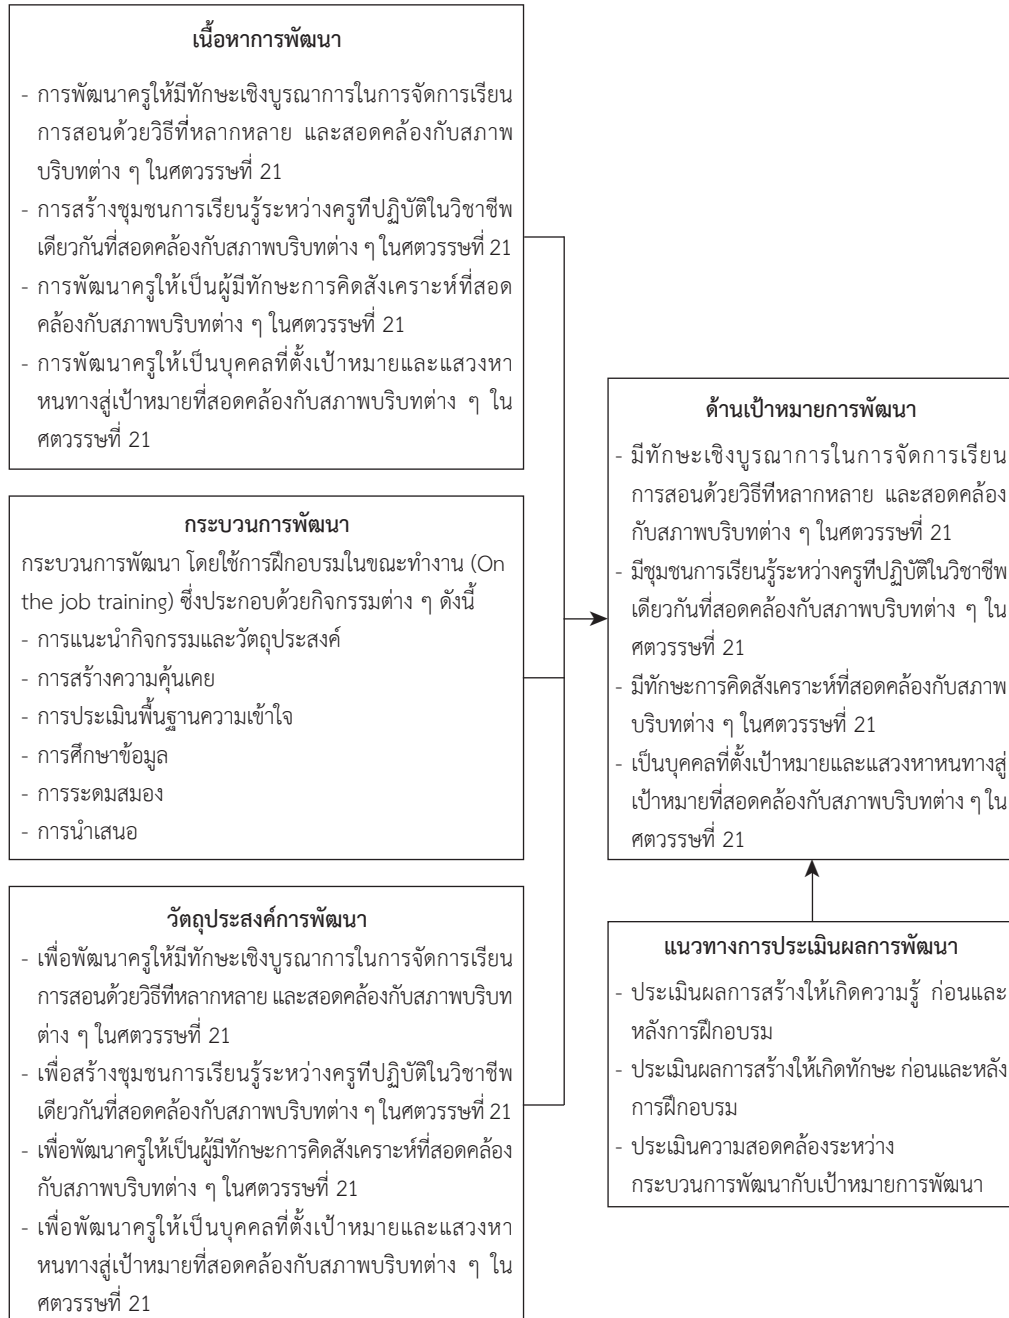 เนื้อหาการพัฒนา
- การพัฒนาครูให้มีทักษะเชิงบูรณาการในการจัดการเรียน
การสอนด้วยวิธีที่หลากหลาย และสอดคล้องกับสภาพ
บริบทต่าง ๆ ในศตวรรษที่ 21
- การสร้างชุมชนการเรียนรู้ระหว่างครูทีปฏิบัติในวิชาชีพ
เดียวกันที่สอดคล้องกับสภาพบริบทต่าง ๆ ในศตวรรษที่ 21
- การพัฒนาครูให้เป็นผู้มีทักษะการคิดสังเคราะห์ที่สอด
คล้องกับสภาพบริบทต่าง ๆ ในศตวรรษที่ 21
- การพัฒนาครูให้เป็นบุคคลที่ตั้งเป้าหมายและแสวงหา
หนทางสู่เป้าหมายที่สอดคล้องกับสภาพบริบทต่าง ๆ ใน
ศตวรรษที่ 21
กระบวนการพัฒนา
กระบวนการพัฒนา โดยใช้การฝึกอบรมในขณะทำงาน (On
the job training) ซึ่งประกอบด้วยกิจกรรมต่าง ๆ ดังนี้
- การแนะนำกิจกรรมและวัตถุประสงค์
- การสร้างความคุ้นเคย
- การประเมินพื้นฐานความเข้าใจ
- การศึกษาข้อมูล
- การระดมสมอง
- การนำเสนอ
วัตถุประสงค์การพัฒนา
- เพื่อพัฒนาครูให้มีทักษะเชิงบูรณาการในการจัดการเรียน
การสอนด้วยวิธีทีหลากหลาย และสอดคล้องกับสภาพบริบท
ต่าง ๆ ในศตวรรษที่ 21
- เพื่อสร้างชุมชนการเรียนรู้ระหว่างครูทีปฏิบัติในวิชาชีพ
เดียวกันที่สอดคล้องกับสภาพบริบทต่าง ๆ ในศตวรรษที่ 21
- เพื่อพัฒนาครูให้เป็นผู้มีทักษะการคิดสังเคราะห์ที่สอดคล้อง
กับสภาพบริบทต่าง ๆ ในศตวรรษที่ 21
- เพื่อพัฒนาครูให้เป็นบุคคลที่ตั้งเป้าหมายและแสวงหา
หนทางสู่เป้าหมายที่สอดคล้องกับสภาพบริบทต่าง ๆ ใน
ศตวรรษที่ 21
ด้านเป้าหมายการพัฒนา
- มีทักษะเชิงบูรณาการในการจัดการเรียน
การสอนด้วยวิธีทีหลากหลาย และสอดคล้อง
กับสภาพบริบทต่าง ๆ ในศตวรรษที่ 21
- มีชุมชนการเรียนรู้ระหว่างครูทีปฏิบัติในวิชาชีพ
เดียวกันที่สอดคล้องกับสภาพบริบทต่าง ๆ ใน
ศตวรรษที่ 21
- มีทักษะการคิดสังเคราะห์ที่สอดคล้องกับสภาพ
บริบทต่าง ๆ ในศตวรรษที่ 21
- เป็นบุคคลที่ตั้งเป้าหมายและแสวงหาหนทางสู่
เป้าหมายที่สอดคล้องกับสภาพบริบทต่าง ๆ ใน
ศตวรรษที่ 21
แนวทางการประเมินผลการพัฒนา
- ประเมินผลการสร้างให้เกิดความรู้ ก่อนและ
หลังการฝึกอบรม
- ประเมินผลการสร้างให้เกิดทักษะ ก่อนและหลัง
การฝึกอบรม
- ประเมินความสอดคล้องระหว่าง
กระบวนการพัฒนากับเป้าหมายการพัฒนา